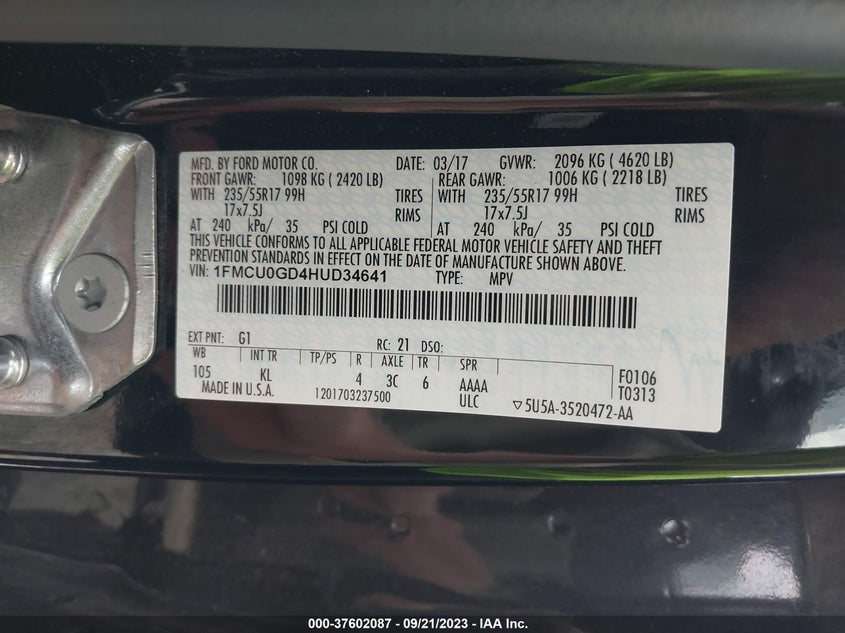 MFD. BY FORD MOTOR CO. DATE: 03/17 GVWR: 2096 KG ( 4620 LB)
FRONT GAWR: 1098 KG ( 2420 LB) REAR GAWR: 1006 KG ( 2218 LB)
WITH 235/55R17 99H TIRES WITH 235/55R17 99H TIRES
17x7.5J RIMS 17x7.5J RIMS
AT 240 kPa/ 35 PSI COLD AT 240 kPa/ 35 PSI COLD
THIS VEHICLE CONFORMS TO ALL APPLICABLE FEDERAL MOTOR VEHICLE SAFETY AND THEFT
PREVENTION STANDARDS IN EFFECT ON THE DATE OF MANUFACTURE SHOWN ABOVE.
VIN: 1FMCU0GD4HUD34641 TYPE: MPV
EXT PNT: G1 RC: 21 DSO:
WB INT TR TP/PS R AXLE TR SPR F0106
105 KL 4 3C 6 AAAA T0313
MADE IN U.S.A. 1201703237500 ULC ▽5U5A-3520472-AA
000-37602087 - 09/21/2023 - IAA Inc.